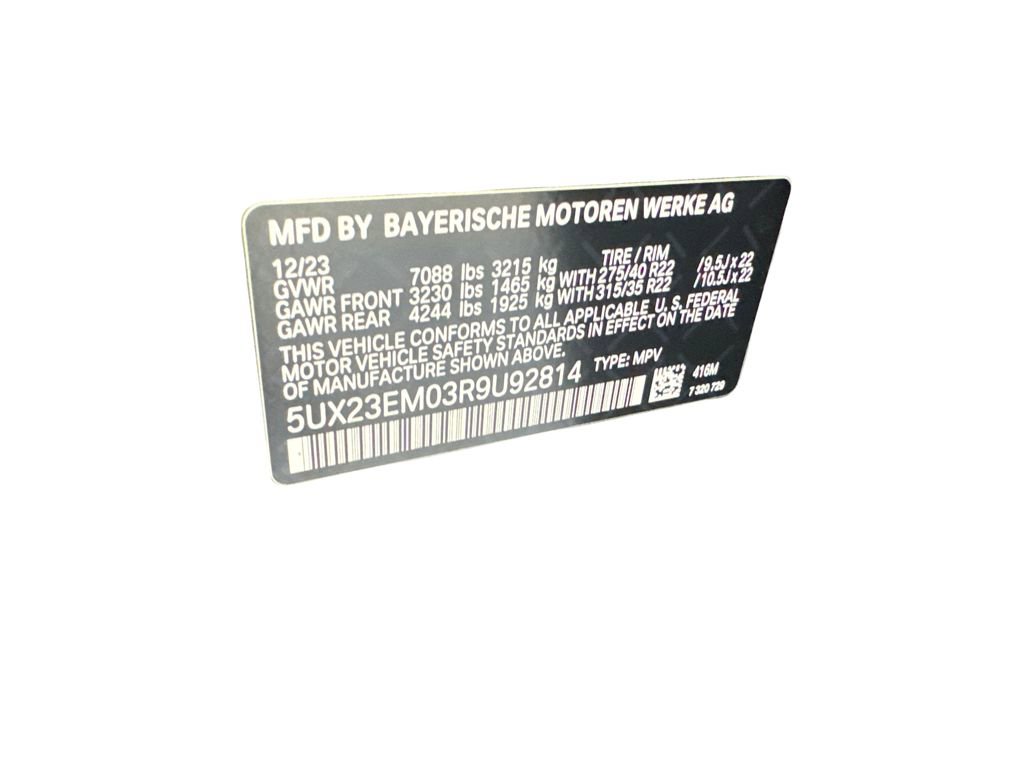 MFD BY BAYERISCHE MOTOREN WERKE AG
12/23 TIRE / RIM
GVWR 7088 lbs 3215 kg
GAWR FRONT 3230 lbs 1465 kg WITH 275/40 R22 /9.5J x 22
GAWR REAR 4244 lbs 1925 kg WITH 315/35 R22 /10.5J x 22
THIS VEHICLE CONFORMS TO ALL APPLICABLE U. S. FEDERAL
MOTOR VEHICLE SAFETY STANDARDS IN EFFECT ON THE DATE
OF MANUFACTURE SHOWN ABOVE. TYPE: MPV
5UX23EM03R9U92814 416M
7 320 729